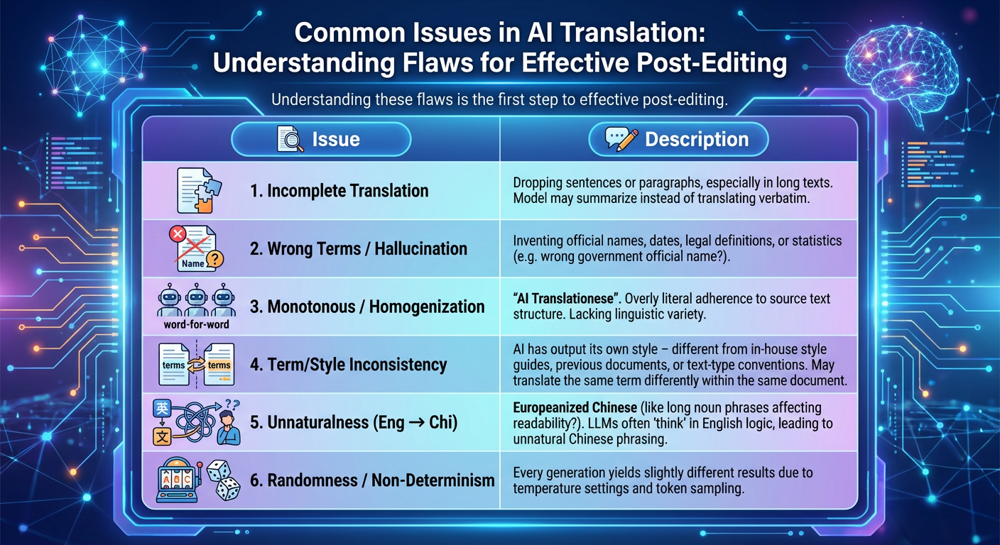 Common Issues in AI Translation:
Understanding Flaws for Effective Post-Editing
Understanding these flaws is the first step to effective post-editing.
Issue
Description
1. Incomplete Translation
Dropping sentences or paragraphs, especially in long texts.
Model may summarize instead of translating verbatim.
Name
?
2. Wrong Terms / Hallucination
Inventing official names, dates, legal definitions, or statistics
(e.g. wrong government official name?).
word-for-word
3. Monotonous / Homogenization
“AI Translationese”. Overly literal adherence to source text
structure. Lacking linguistic variety.
terms
terms
4. Term/Style Inconsistency
AI has output its own style – different from in-house style
guides, previous documents, or text-type conventions. May
translate the same term differently within the same document.
英
文
??
5. Unnaturalness (Eng → Chi)
Europeanized Chinese (like long noun phrases affecting
readability?). LLMs often 'think' in English logic, leading to
unnatural Chinese phrasing.
A B C
6. Randomness / Non-Determinism
Every generation yields slightly different results due to
temperature settings and token sampling.